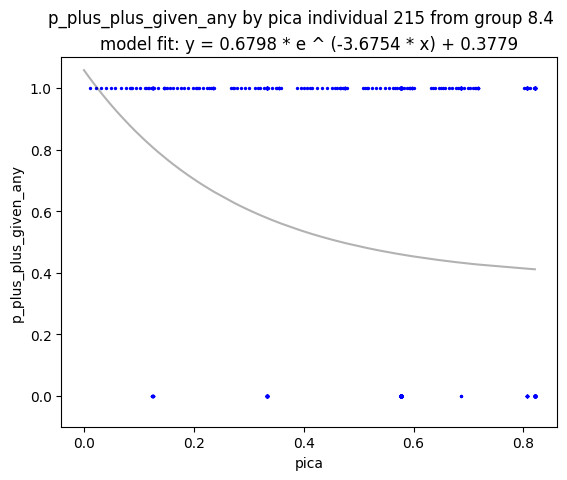 p_plus_plus_given_any by pica individual 215 from group 8.4
model fit: y = 0.6798 * e ^ (-3.6754 * x) + 0.3779
1.0
0.8
0.6
0.4
0.2
0.0
p_plus_plus_given_any
0.0 0.2 0.4 0.6 0.8
pica